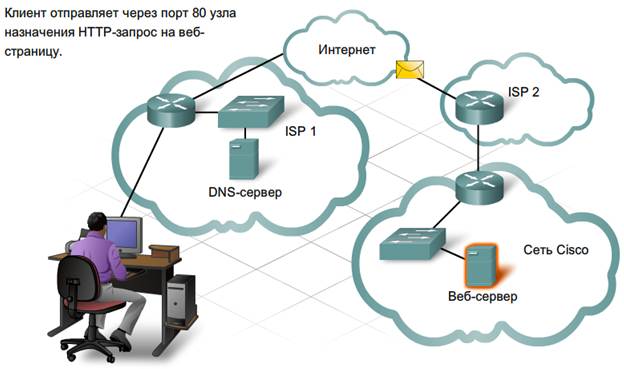 Клиент отправляет через порт 80 узла
назначения HTTP-запрос на веб-
страницу.
Интернет
ISP 2
ISP 1
DNS-сервер
Сеть Cisco
Веб-сервер